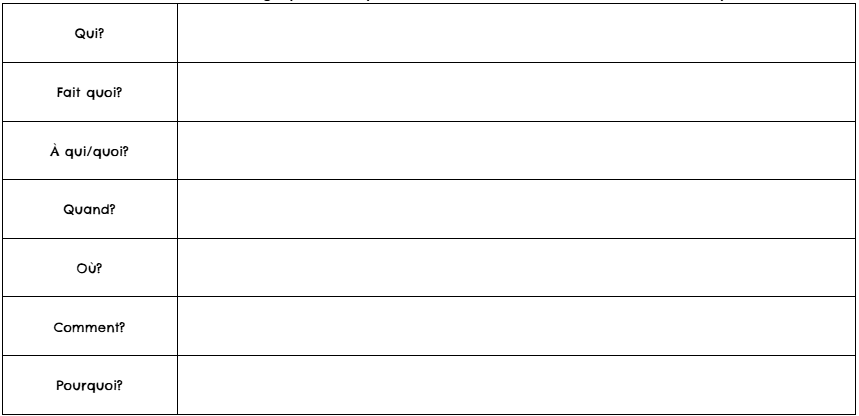 Qui?
Fait quoi?
À qui/quoi?
Quand?
Où?
Comment?
Pourquoi?